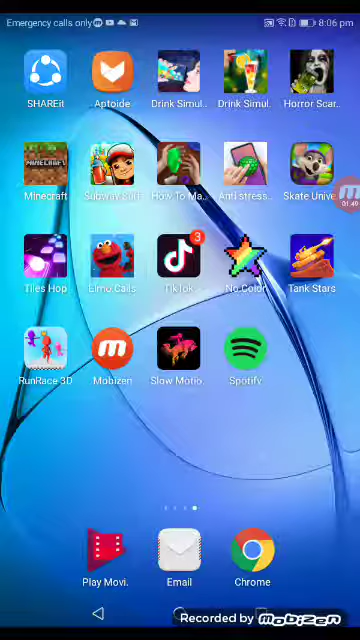 Emergency calls only
8:06 pm
SHAREit
Aptoide
Drink Simul..
Drink Simul..
Horror Scar..
MINECRAFT
Minecraft
Subway Surf
How To Ma..
Anti stress..
Skate Unive
01:49
Tiles Hop
Elmo Calls
3
TikTok
No.Color
Tank Stars
RunRace 3D
Mobizen
Slow Motio..
Spotify
Play Movi..
Email
Chrome
Recorded by mobizen